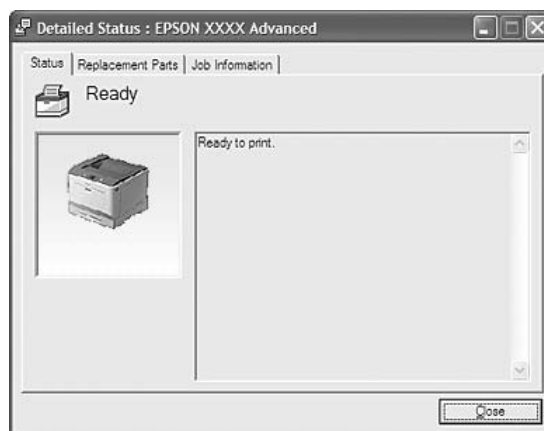 Detailed Status : EPSON XXXX Advanced
Status
Replacement Parts
Job Information
Ready
Ready to print.
Close